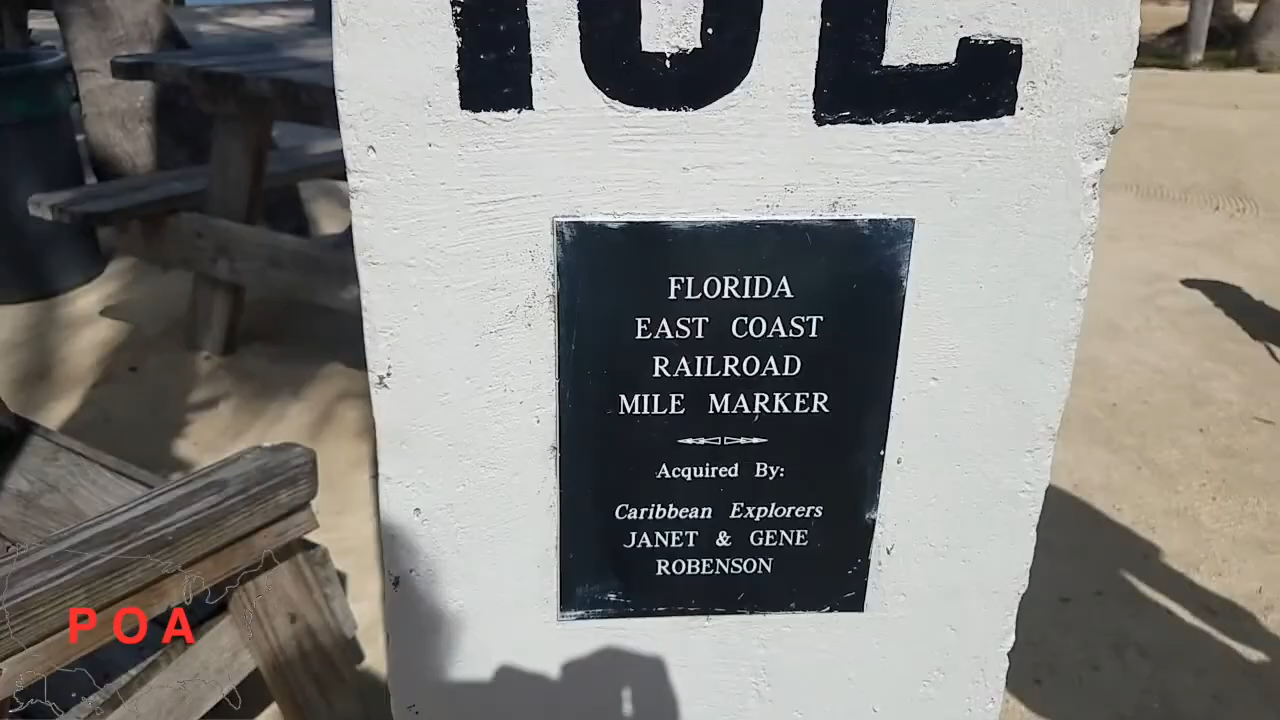 FLORIDA
EAST COAST
RAILROAD
MILE MARKER
Acquired By:
Caribbean Explorers
JANET & GENE
ROBENSON
POA